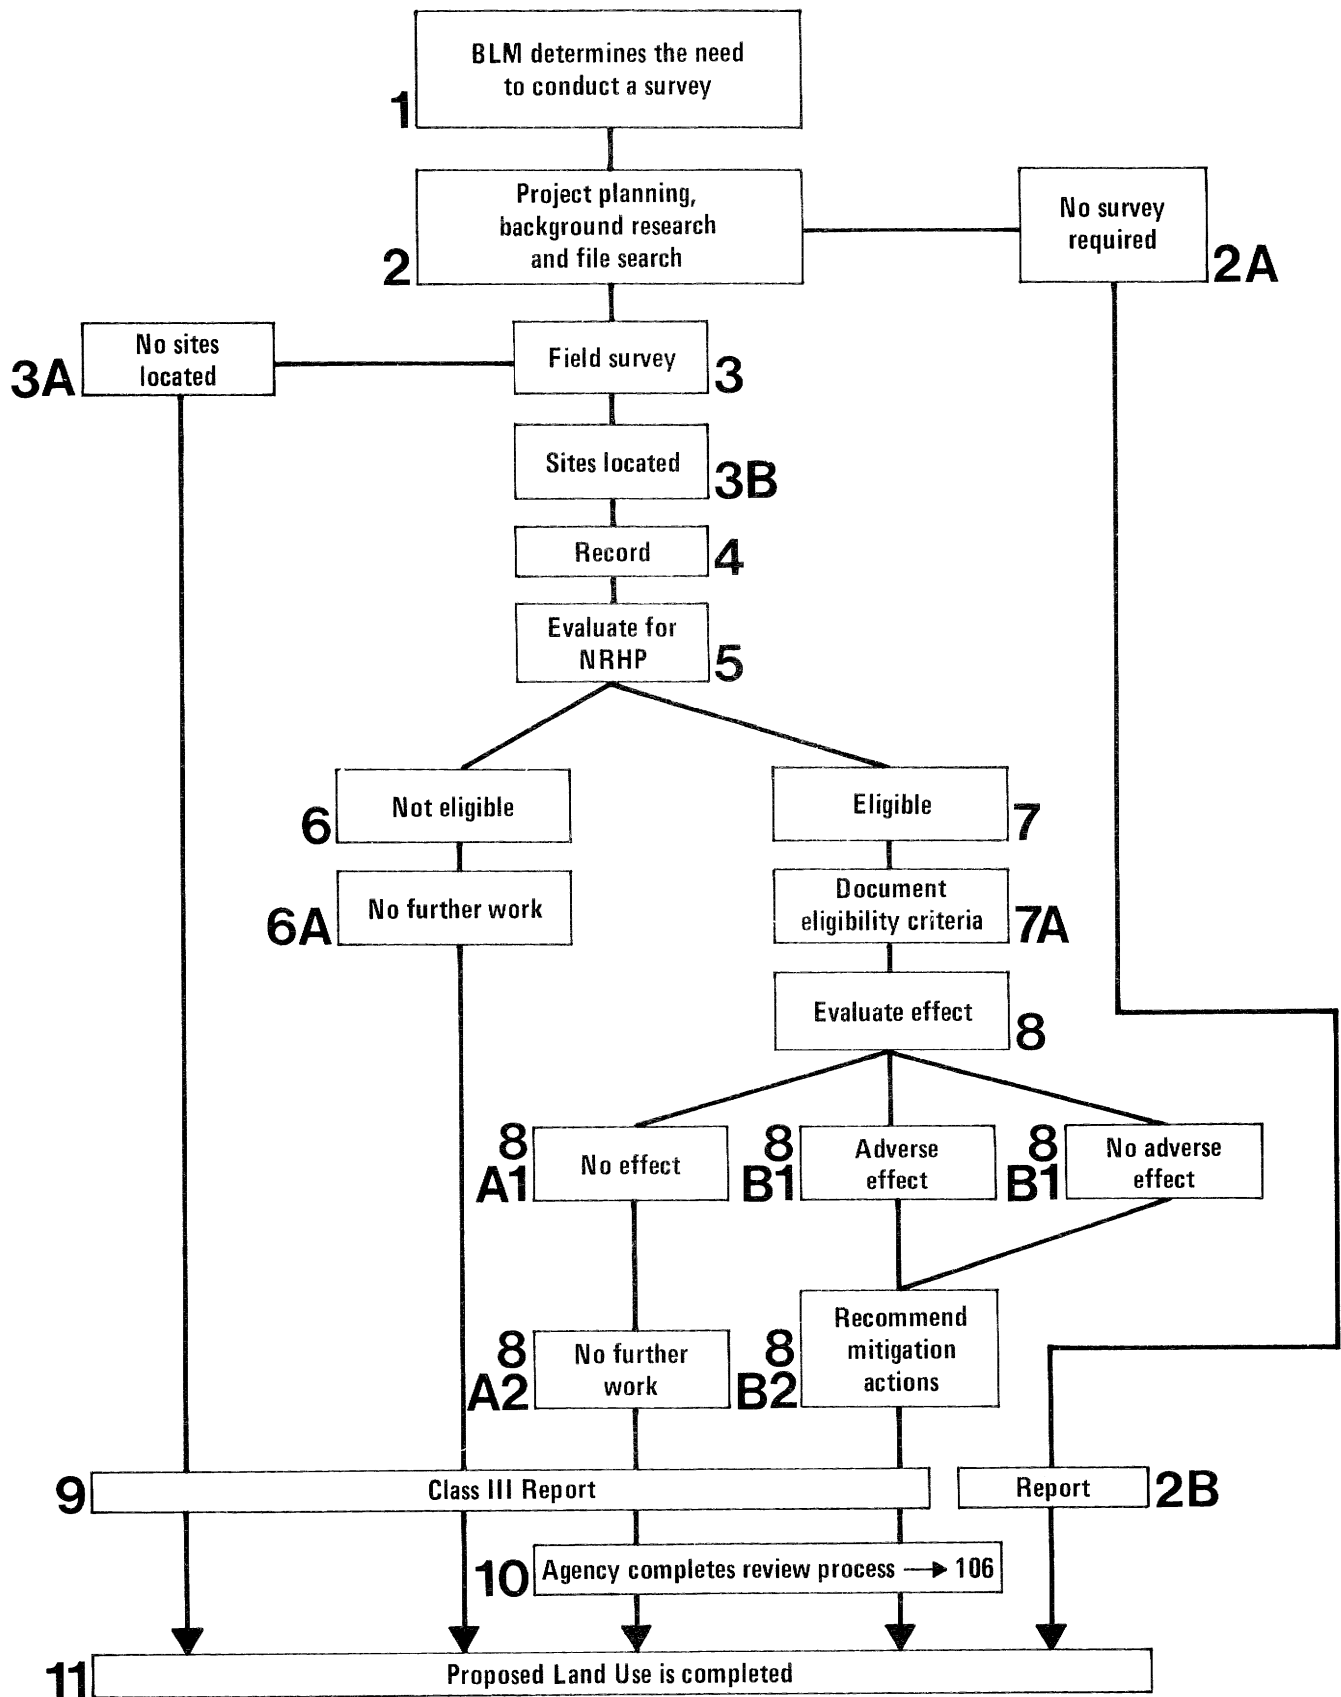 BLM determines the need
to conduct a survey
1
Project planning,
background research
and file search
2
No survey
required
2A
No sites
located
3A
Field survey
3
Sites located
3B
Record
4
Evaluate for
NRHP
5
Not eligible
6
Eligible
7
No further work
6A
Document
eligibility criteria
7A
Evaluate effect
8
8
A1
No effect
8
B1
Adverse
effect
8
B1
No adverse
effect
8
A2
No further
work
8
B2
Recommend
mitigation
actions
9
Class III Report
Report
2B
10
Agency completes review process → 106
11
Proposed Land Use is completed